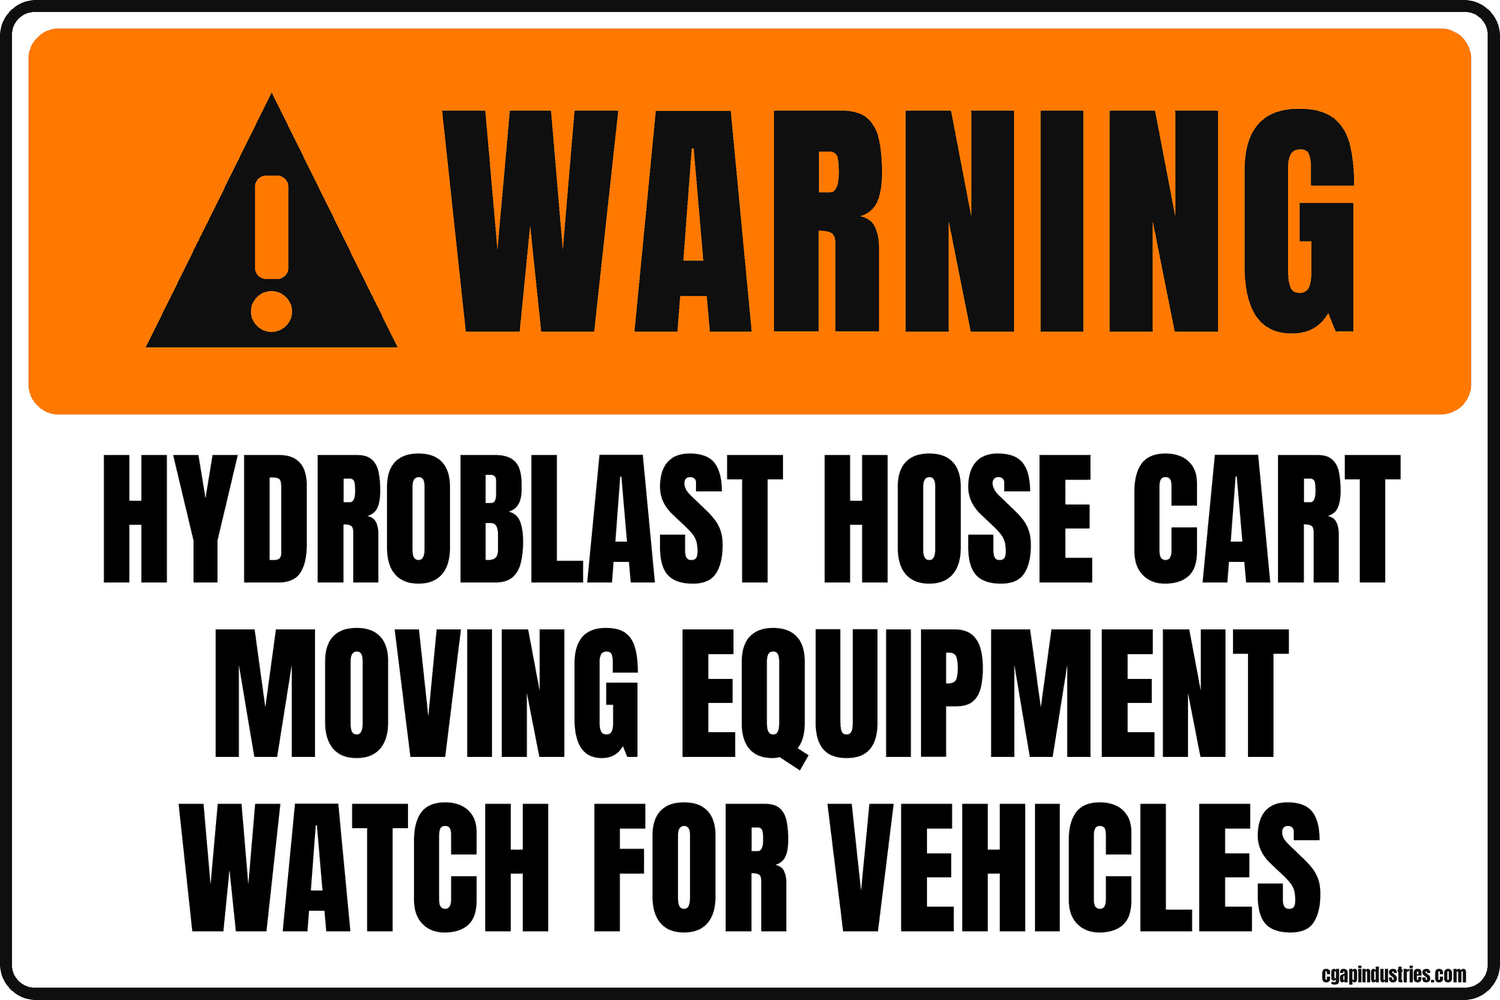 WARNING
HYDROBLAST HOSE CART
MOVING EQUIPMENT
WATCH FOR VEHICLES
cgapindustries.com